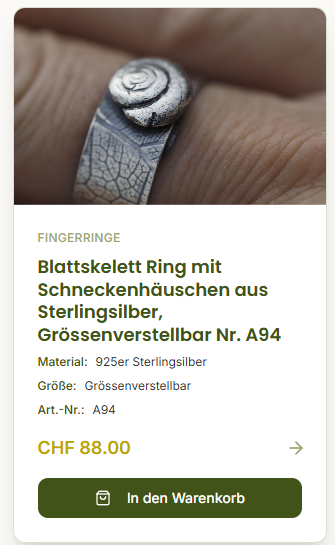 FINGERRINGE
Blattskelett Ring mit
Schneckenhäuschen aus
Sterlingsilber,
Grössenverstellbar Nr. A94
Material: 925er Sterlingsilber
Größe: Grössenverstellbar
Art.-Nr.: A94
CHF 88.00
In den Warenkorb